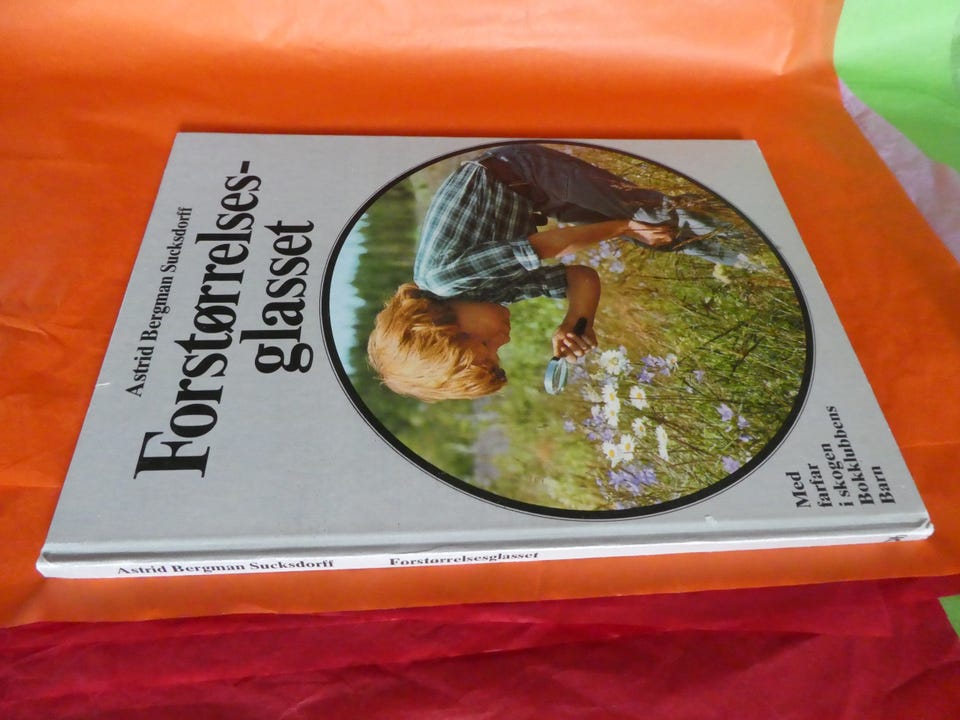 Astrid Bergman Sucksdorff
Forstørrelses-
glasset
Med
farfar
i skogen
Bokklubbens
Barn
Astrid Bergman Sucksdorff Forstørrelsesglasset